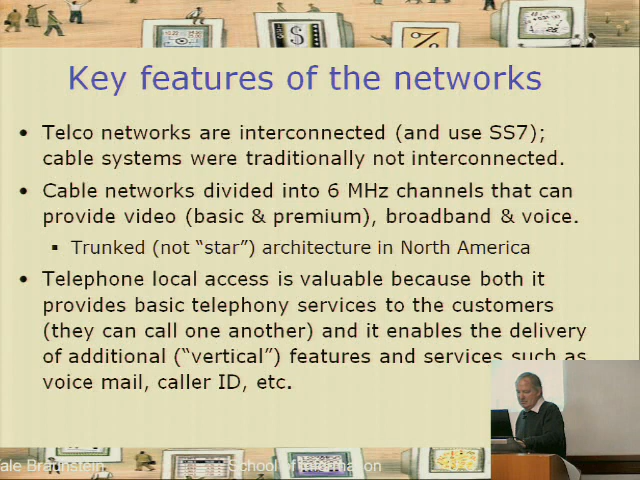 Key features of the networks
• Telco networks are interconnected (and use SS7);
cable systems were traditionally not interconnected.
• Cable networks divided into 6 MHz channels that can
provide video (basic & premium), broadband & voice.
▪ Trunked (not “star”) architecture in North America
• Telephone local access is valuable because both it
provides basic telephony services to the customers
(they can call one another) and it enables the delivery
of additional (“vertical”) features and services such as
voice mail, caller ID, etc.
ale Braunstein
School of Information